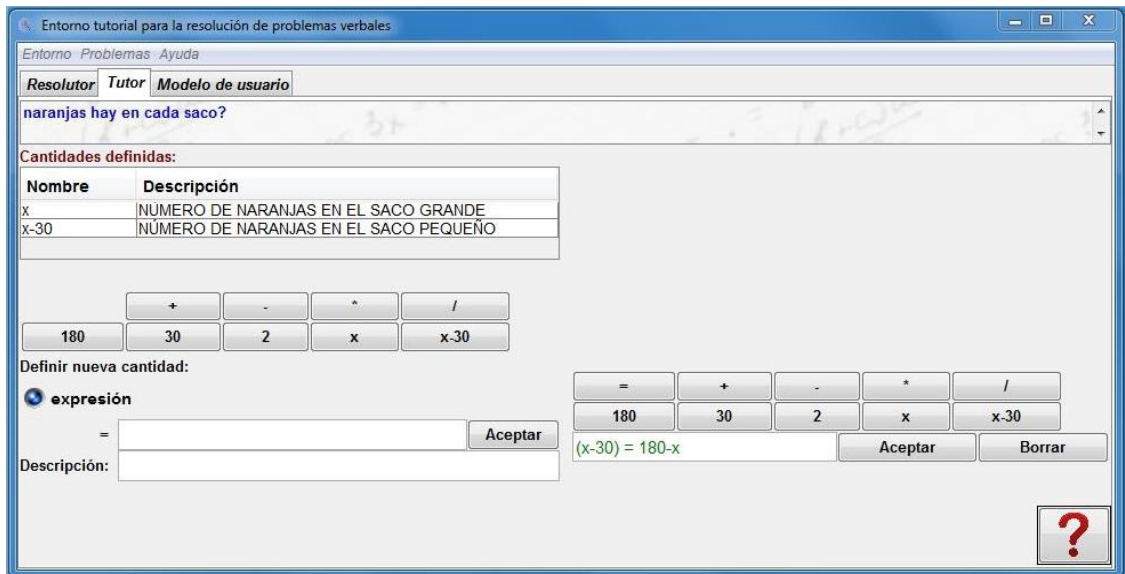 Entorno tutorial para la resolución de problemas verbales
Entorno Problemas Ayuda
Resolutor Tutor Modelo de usuario
naranjas hay en cada saco?
Cantidades definidas:
Nombre Descripción
x NÚMERO DE NARANJAS EN EL SACO GRANDE
x-30 NÚMERO DE NARANJAS EN EL SACO PEQUEÑO
+ - * /
180 30 2 x x-30
Definir nueva cantidad:
expresión
= Aceptar
Descripción:
= + - * /
180 30 2 x x-30
(x-30) = 180-x Aceptar Borrar
?